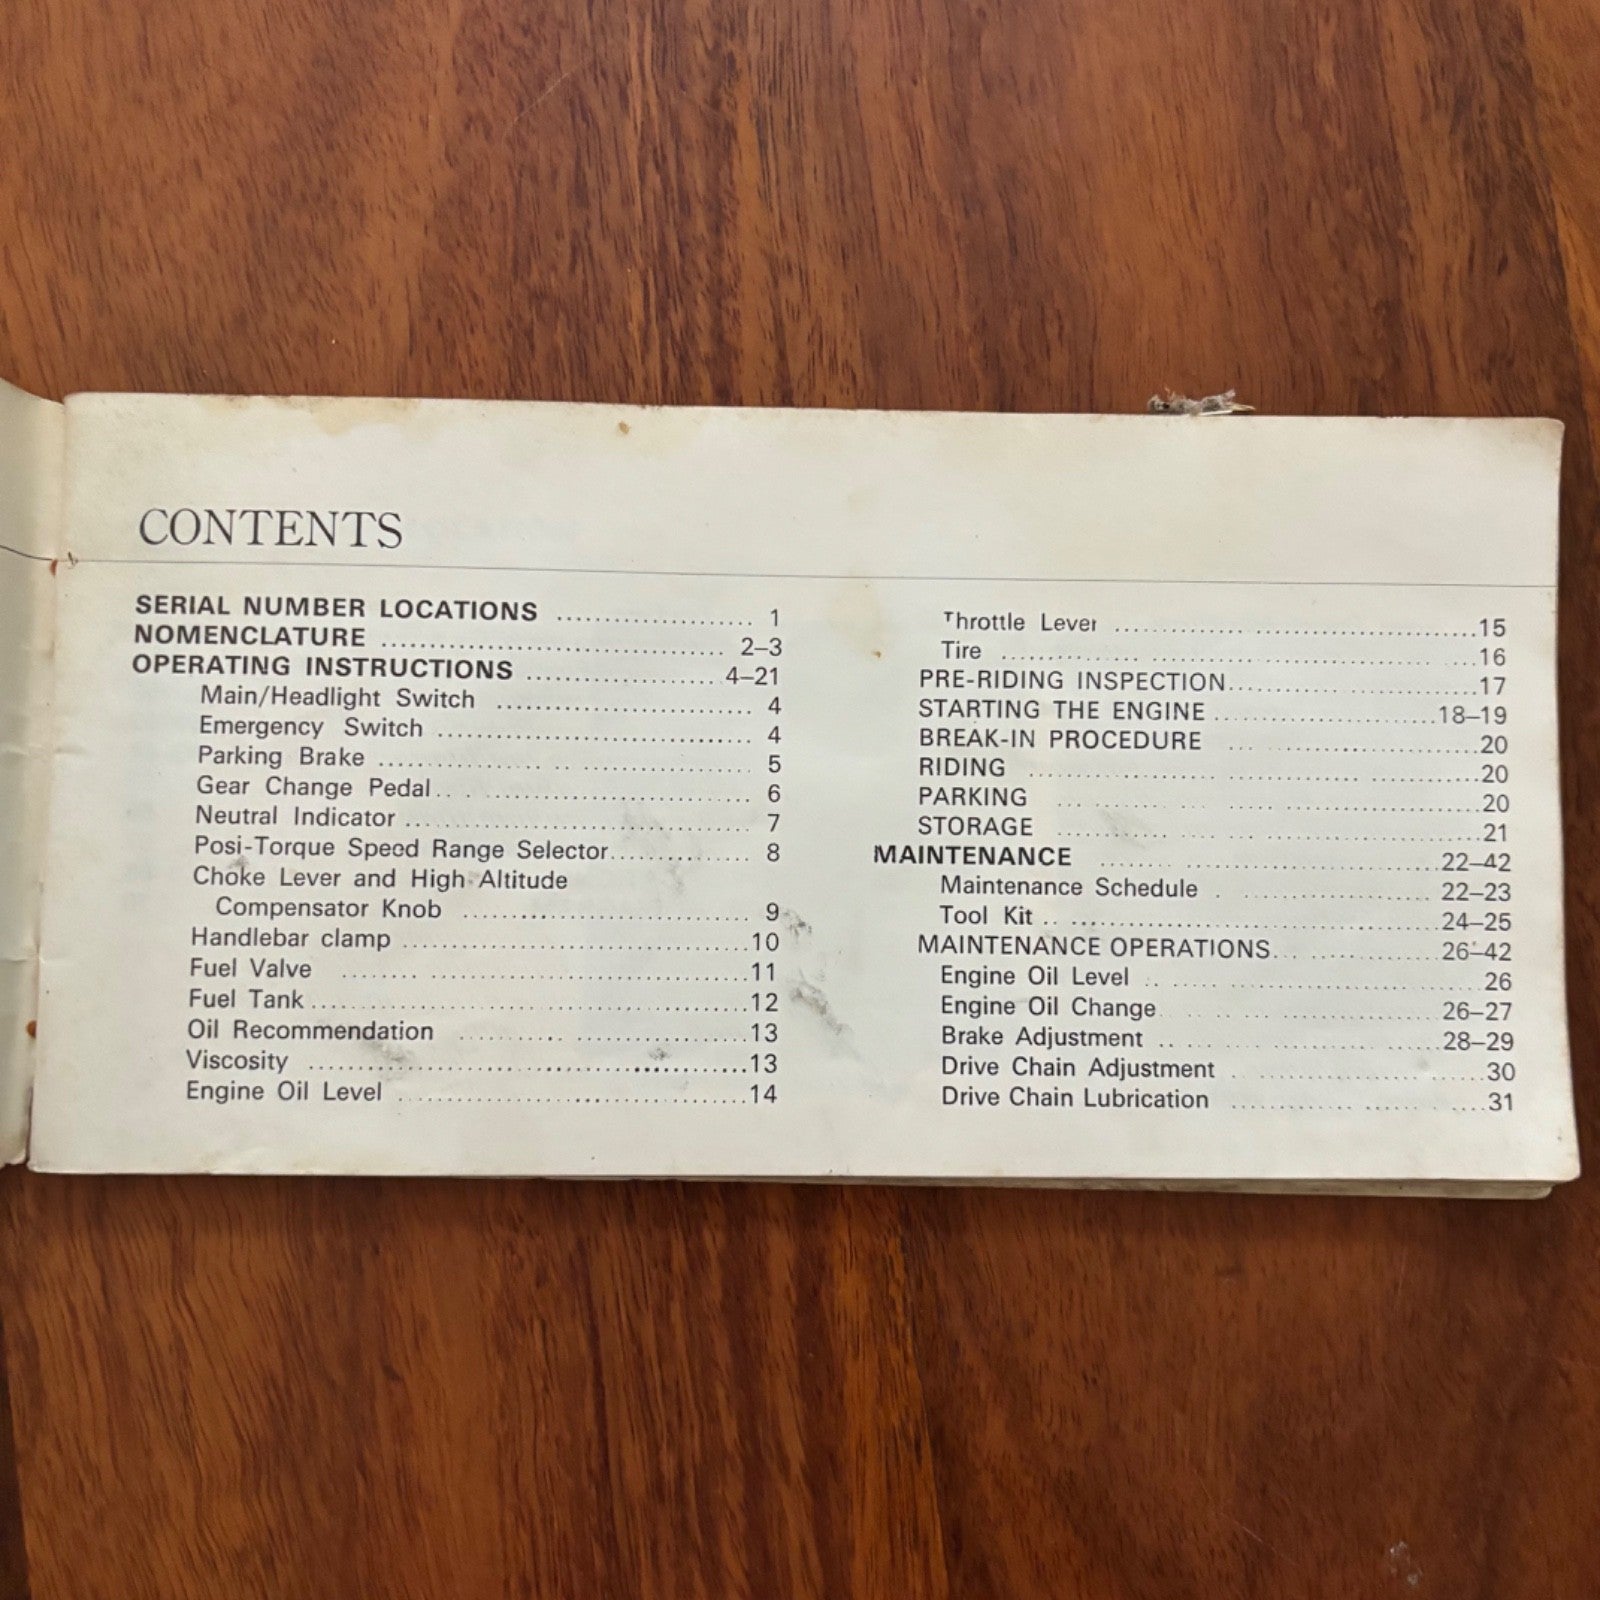 CONTENTS
SERIAL NUMBER LOCATIONS ..................... 1
NOMENCLATURE .................................... 2–3
OPERATING INSTRUCTIONS .................... 4–21
Main/Headlight Switch ........................... 4
Emergency Switch ................................. 4
Parking Brake ....................................... 5
Gear Change Pedal ................................ 6
Neutral Indicator .................................... 7
Posi-Torque Speed Range Selector............... 8
Choke Lever and High Altitude
Compensator Knob .............................. 9
Handlebar clamp .....................................10
Fuel Valve ...........................................11
Fuel Tank ..............................................12
Oil Recommendation ..............................13
Viscosity ...............................................13
Engine Oil Level .....................................14
Throttle Lever ........................................15
Tire .....................................................16
PRE-RIDING INSPECTION...........................17
STARTING THE ENGINE ........................18–19
BREAK-IN PROCEDURE ............................20
RIDING ................................................20
PARKING .............................................20
STORAGE .............................................21
MAINTENANCE ....................................22–42
Maintenance Schedule .........................22–23
Tool Kit ............................................24–25
MAINTENANCE OPERATIONS..................26–42
Engine Oil Level .....................................26
Engine Oil Change ..............................26–27
Brake Adjustment ...............................28–29
Drive Chain Adjustment ...........................30
Drive Chain Lubrication ...........................31